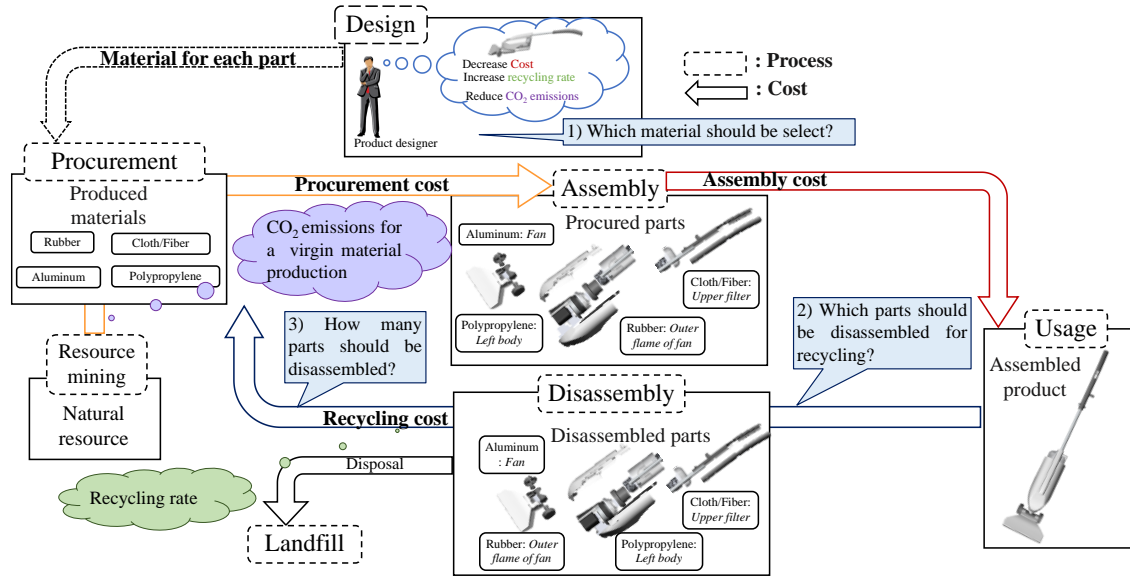 Design
Material for each part
Decrease Cost
Increase recycling rate
Reduce CO2 emissions
Product designer
: Process
: Cost
1) Which material should be select?
Procurement
Produced
materials
Rubber
Cloth/Fiber
Aluminum
Polypropylene
Procurement cost
CO2 emissions for
a virgin material
production
Assembly
Procured parts
Aluminum: Fan
Cloth/Fiber:
Upper filter
Polypropylene:
Left body
Rubber: Outer
flame of fan
Assembly cost
2) Which parts should
be disassembled for
recycling?
Usage
Assembled
product
3) How many
parts should be
disassembled?
Resource
mining
Natural
resource
Recycling cost
Disassembly
Disassembled parts
Aluminum
: Fan
Cloth/Fiber:
Upper filter
Rubber: Outer
flame of fan
Polypropylene:
Left body
Disposal
Recycling rate
Landfill